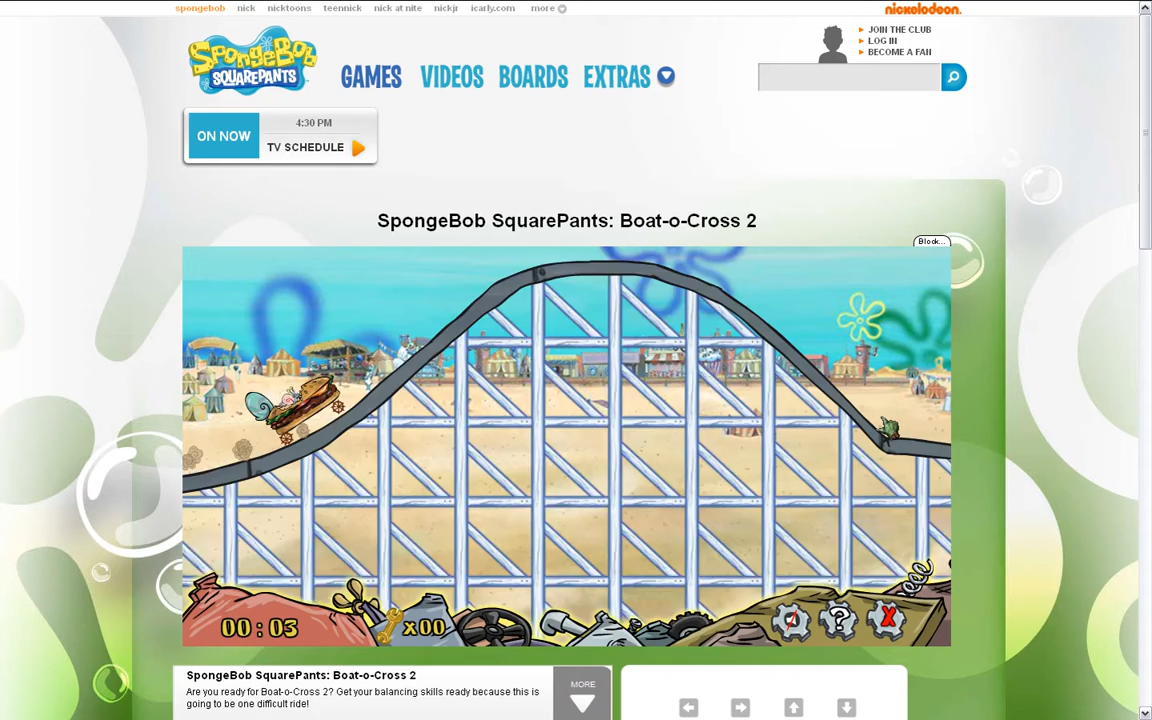 spongebob nick nicktoons teennick nick at nite nickjr icarly.com more
nickelodeon.
SpongeBob
SQUAREPANTS
GAMES VIDEOS BOARDS EXTRAS
JOIN THE CLUB
LOG IN
BECOME A FAN
ON NOW
4:30 PM
TV SCHEDULE
SpongeBob SquarePants: Boat-o-Cross 2
Block...
00:03
x00
?
X
SpongeBob SquarePants: Boat-o-Cross 2
Are you ready for Boat-o-Cross 2? Get your balancing skills ready because this is
going to be one difficult ride!
MORE